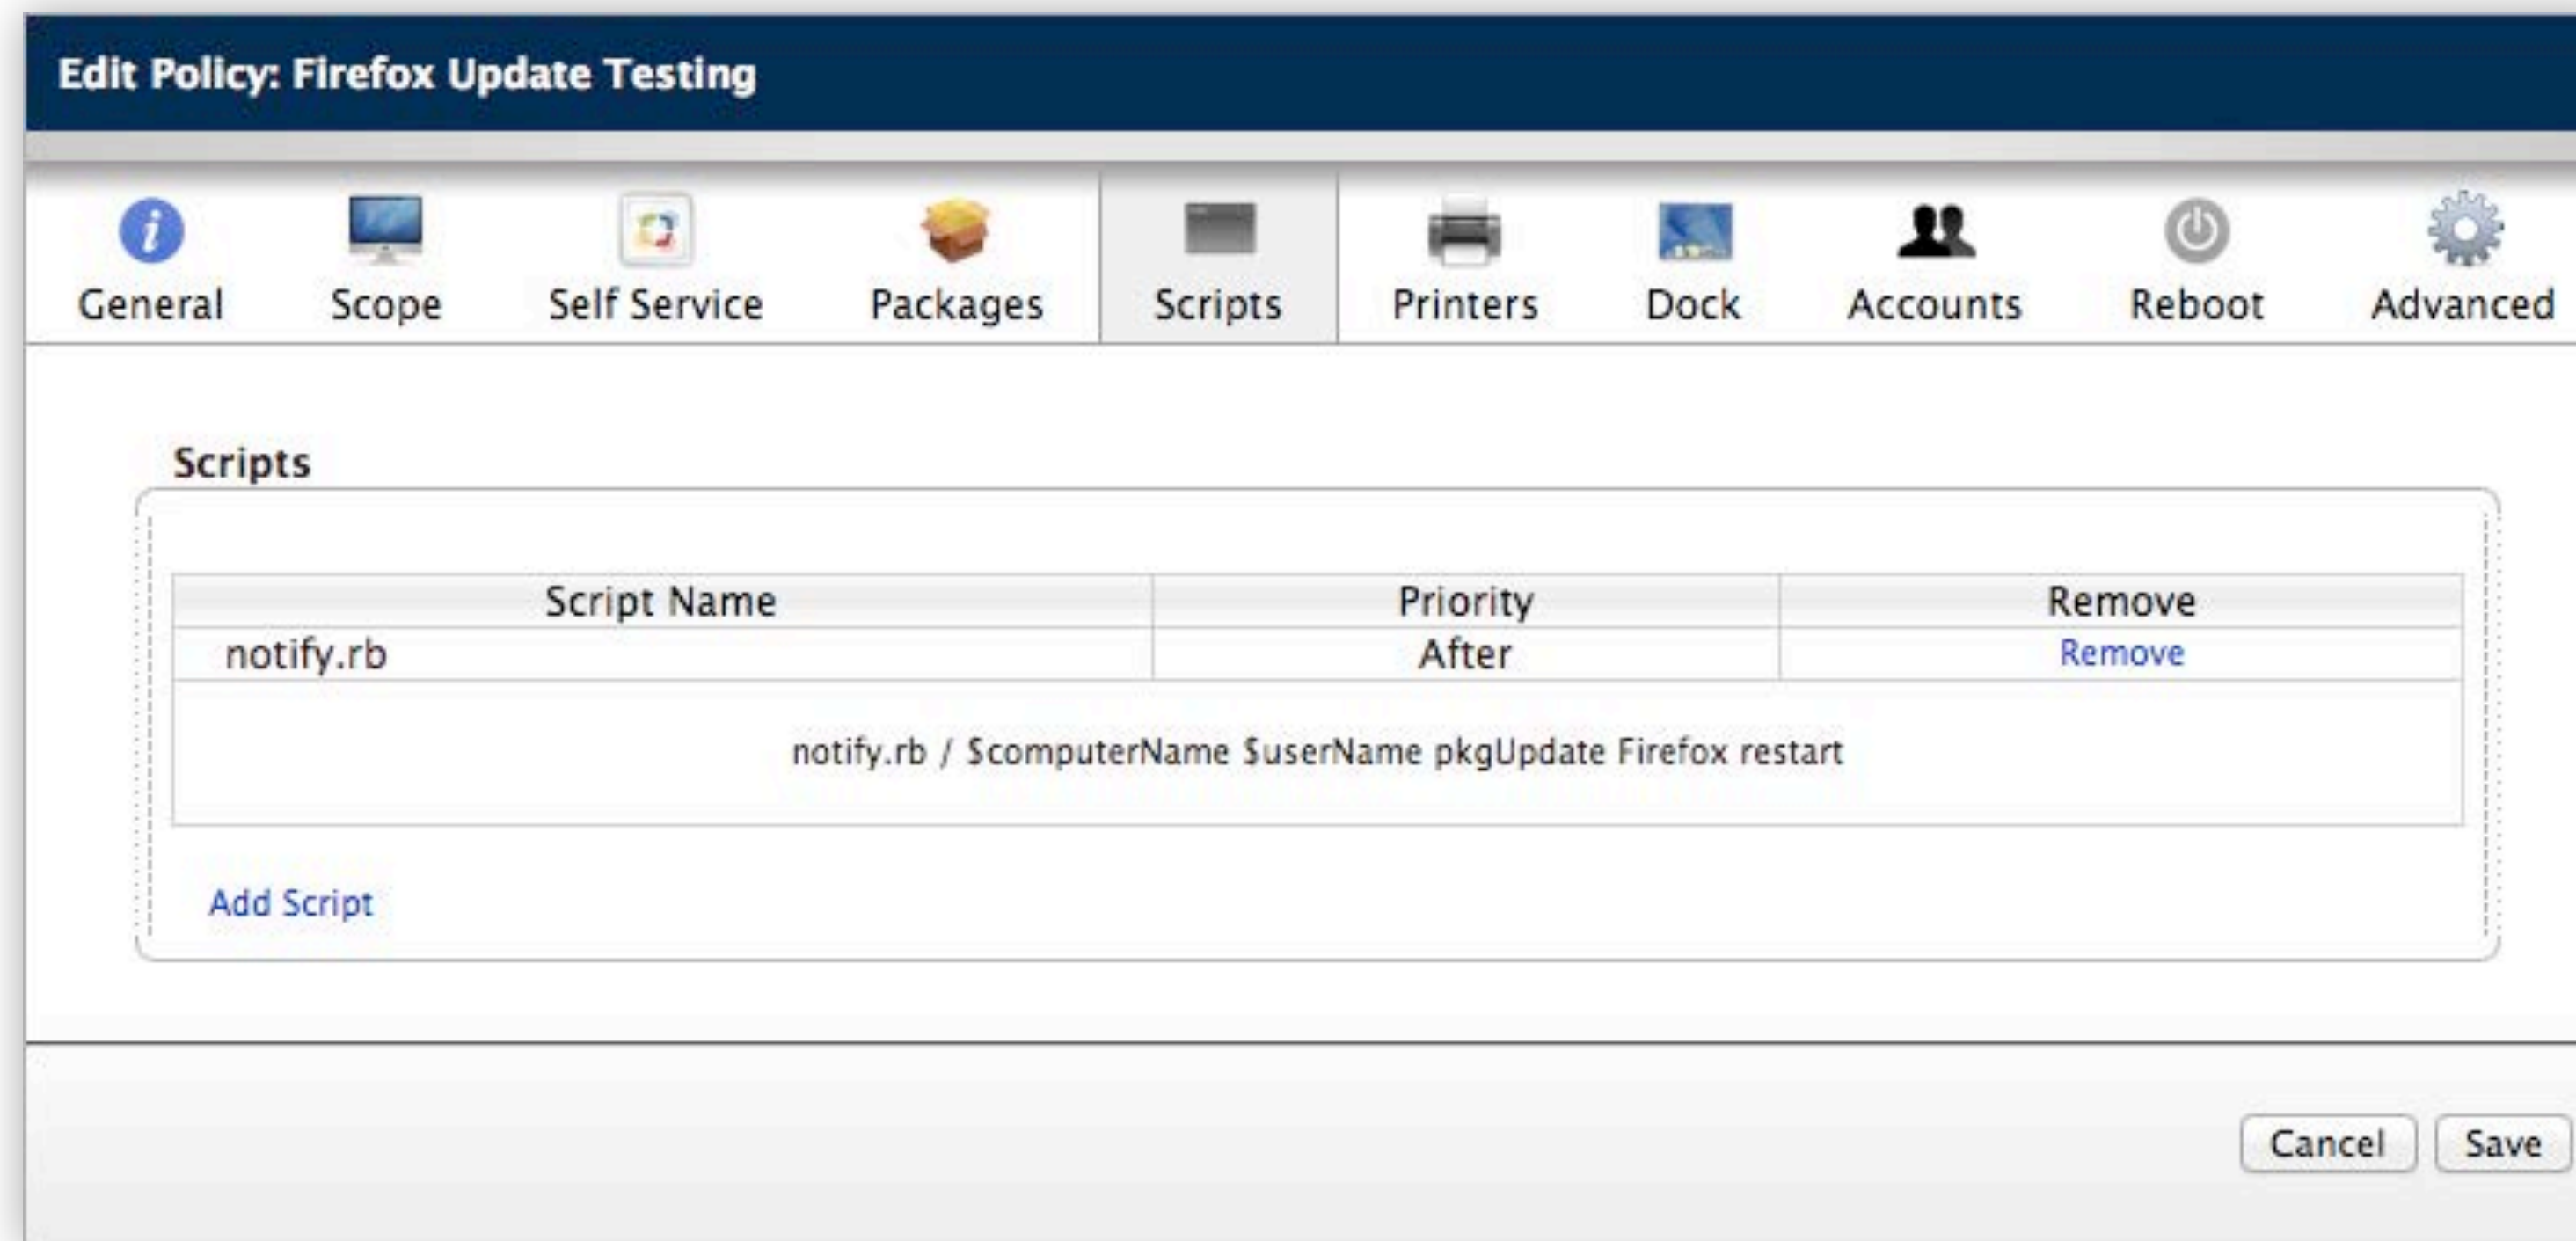 Edit Policy: Firefox Update Testing
General Scope Self Service Packages Scripts Printers Dock Accounts Reboot Advanced
Scripts
Script Name Priority Remove
notify.rb After Remove
notify.rb / $computerName $userName pkgUpdate Firefox restart
Add Script
Cancel Save